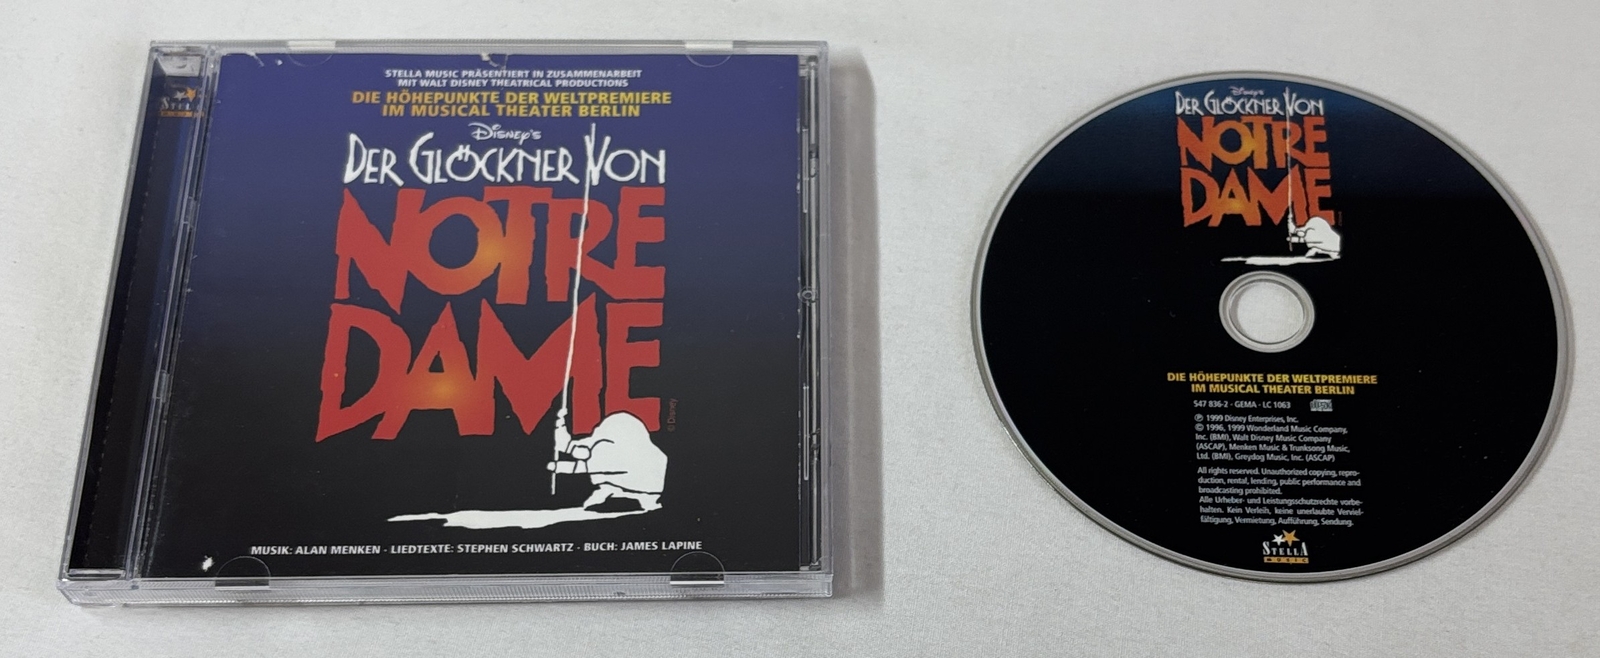 STELLA
STELLA MUSIC PRÄSENTIERT IN ZUSAMMENARBEIT
MIT WALT DISNEY THEATRICAL PRODUCTIONS
DIE HÖHEPUNKTE DER WELTPREMIERE
IM MUSICAL THEATER BERLIN
DISNEY'S
DER GLÖCKNER VON
NOTRE
DAME
© Disney
MUSIK: ALAN MENKEN · LIEDTEXTE: STEPHEN SCHWARTZ · BUCH: JAMES LAPINE
DISNEY'S
DER GLÖCKNER VON
NOTRE
DAME
DIE HÖHEPUNKTE DER WELTPREMIERE
IM MUSICAL THEATER BERLIN
547 836-2 · GEMA · LC 1063
℗ 1999 Disney Enterprises, Inc.
© 1996, 1999 Wonderland Music Company,
Inc. (BMI), Walt Disney Music Company
(ASCAP), Menken Music & Trunksong Music,
Ltd. (BMI), Greydog Music, Inc. (ASCAP)
All rights reserved. Unauthorized copying, repro-
duction, rental, lending, public performance and
broadcasting prohibited.
Alle Urheber- und Leistungsschutzrechte vorbe-
halten. Kein Verleih, keine unerlaubte Verviel-
fältigung, Vermietung, Aufführung, Sendung.
STELLA
MUSIC